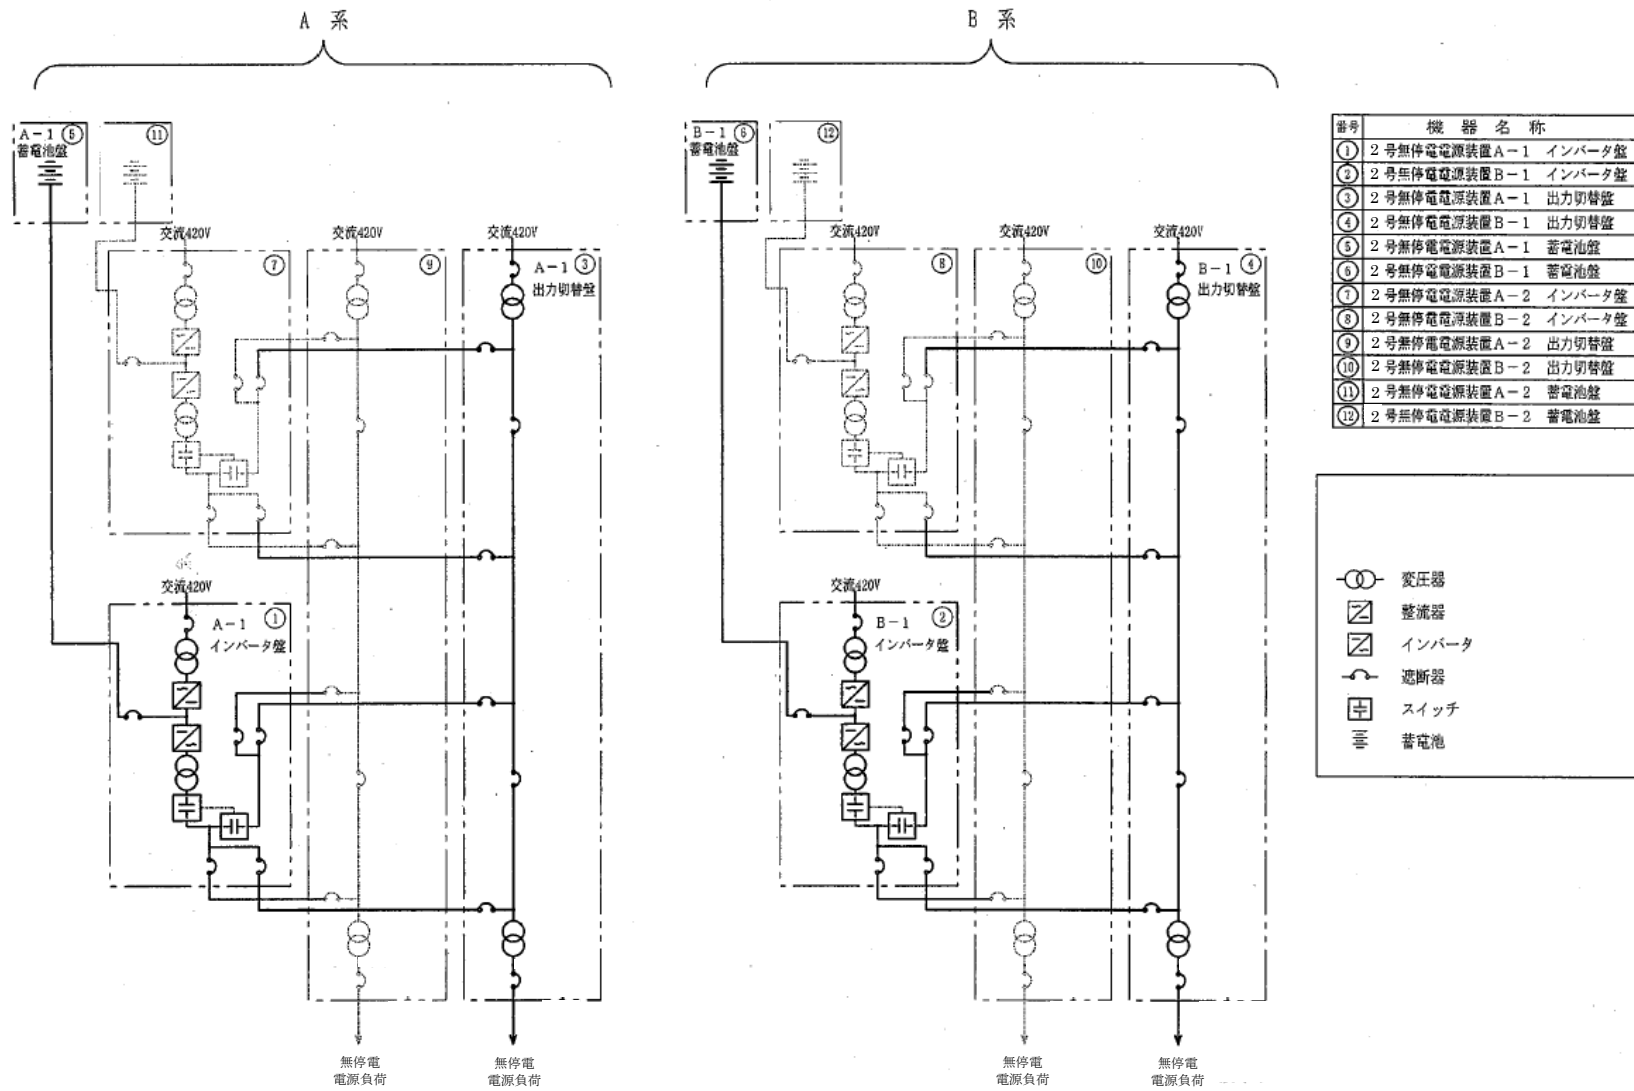 A 系
B 系
A-1 ⑤
蓄電池盤
⑪
B-1 ⑥
蓄電池盤
⑫
交流420V
交流420V
交流420V
交流420V
交流420V
交流420V
⑦
⑨
A-1 ③
出力切替盤
⑧
⑩
B-1 ④
出力切替盤
交流420V
A-1 ①
インバータ盤
交流420V
B-1 ②
インバータ盤
無停電
電源負荷
無停電
電源負荷
無停電
電源負荷
無停電
電源負荷
番号 機器名称
① 2号無停電電源装置A-1 インバータ盤
② 2号無停電電源装置B-1 インバータ盤
③ 2号無停電電源装置A-1 出力切替盤
④ 2号無停電電源装置B-1 出力切替盤
⑤ 2号無停電電源装置A-1 蓄電池盤
⑥ 2号無停電電源装置B-1 蓄電池盤
⑦ 2号無停電電源装置A-2 インバータ盤
⑧ 2号無停電電源装置B-2 インバータ盤
⑨ 2号無停電電源装置A-2 出力切替盤
⑩ 2号無停電電源装置B-2 出力切替盤
⑪ 2号無停電電源装置A-2 蓄電池盤
⑫ 2号無停電電源装置B-2 蓄電池盤
変圧器
整流器
インバータ
遮断器
スイッチ
蓄電池